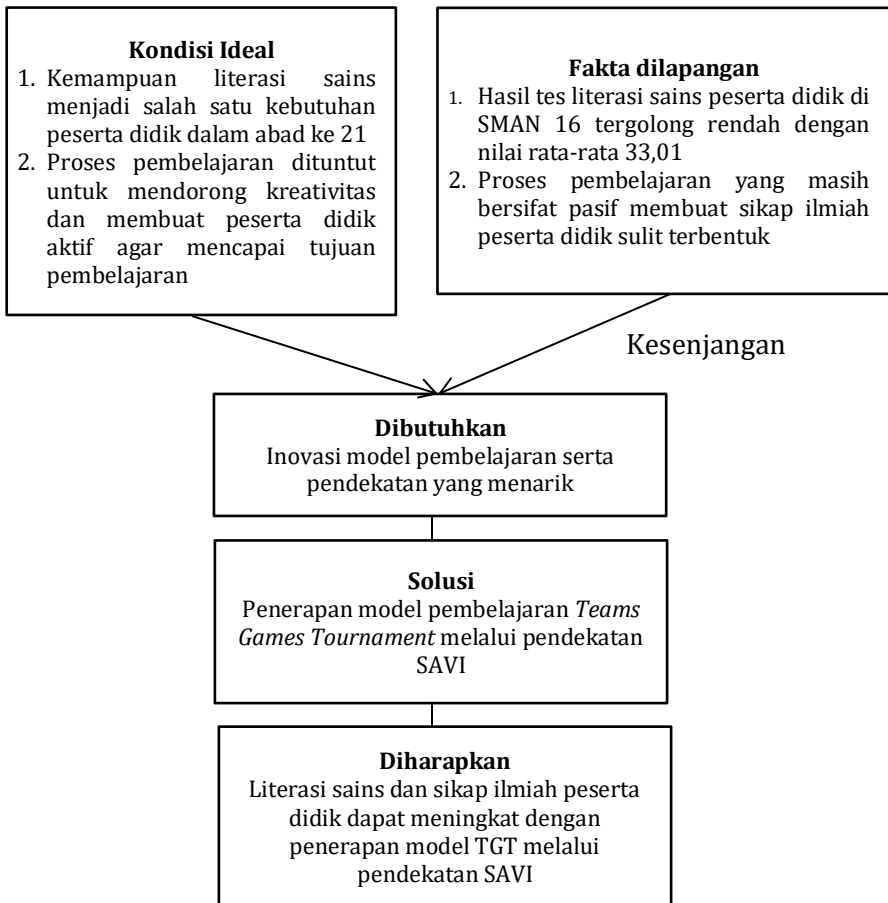 Kondisi Ideal
1. Kemampuan literasi sains
menjadi salah satu kebutuhan
peserta didik dalam abad ke 21
2. Proses pembelajaran dituntut
untuk mendorong kreativitas
dan membuat peserta didik
aktif agar mencapai tujuan
pembelajaran
Fakta dilapangan
1. Hasil tes literasi sains peserta didik di
SMAN 16 tergolong rendah dengan
nilai rata-rata 33,01
2. Proses pembelajaran yang masih
bersifat pasif membuat sikap ilmiah
peserta didik sulit terbentuk
Kesenjangan
Dibutuhkan
Inovasi model pembelajaran serta
pendekatan yang menarik
Solusi
Penerapan model pembelajaran Teams
Games Tournament melalui pendekatan
SAVI
Diharapkan
Literasi sains dan sikap ilmiah peserta
didik dapat meningkat dengan
penerapan model TGT melalui
pendekatan SAVI